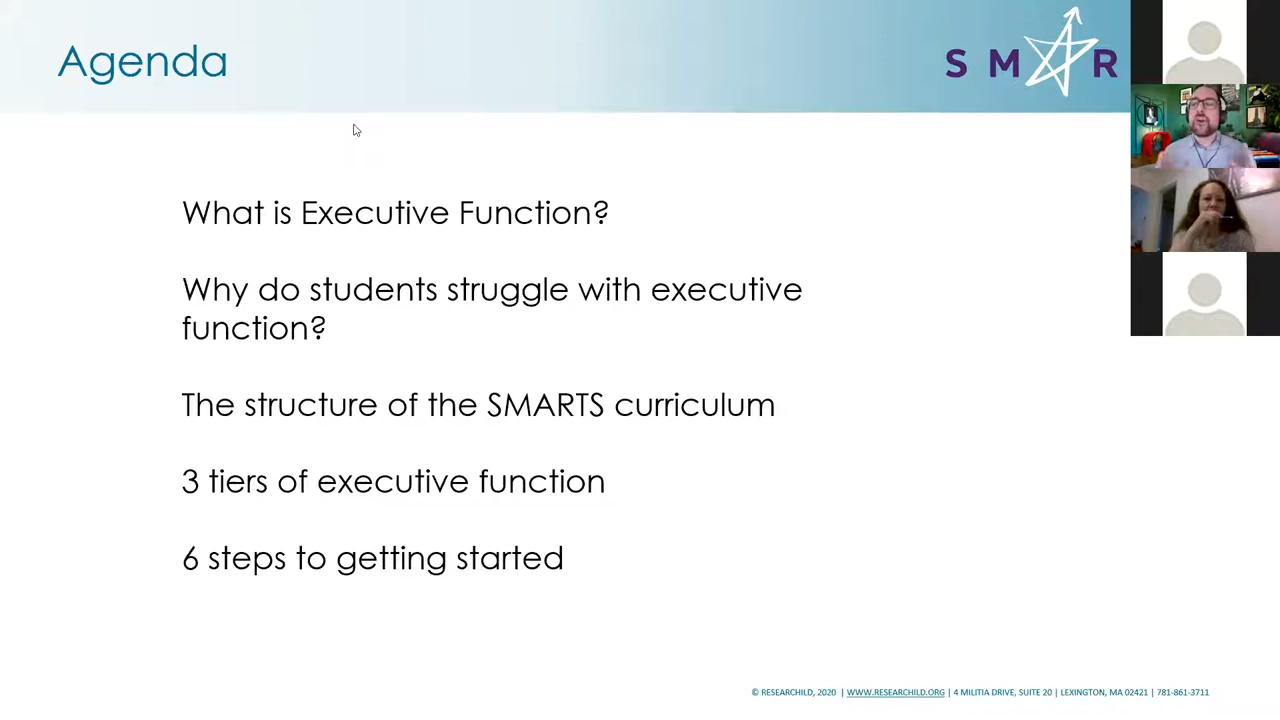 Agenda
S M R
What is Executive Function?
Why do students struggle with executive
function?
The structure of the SMARTS curriculum
3 tiers of executive function
6 steps to getting started
© RESEARCHILD, 2020 | WWW.RESEARCHILD.ORG | 4 MILITIA DRIVE, SUITE 20 | LEXINGTON, MA 02421 | 781-861-3711